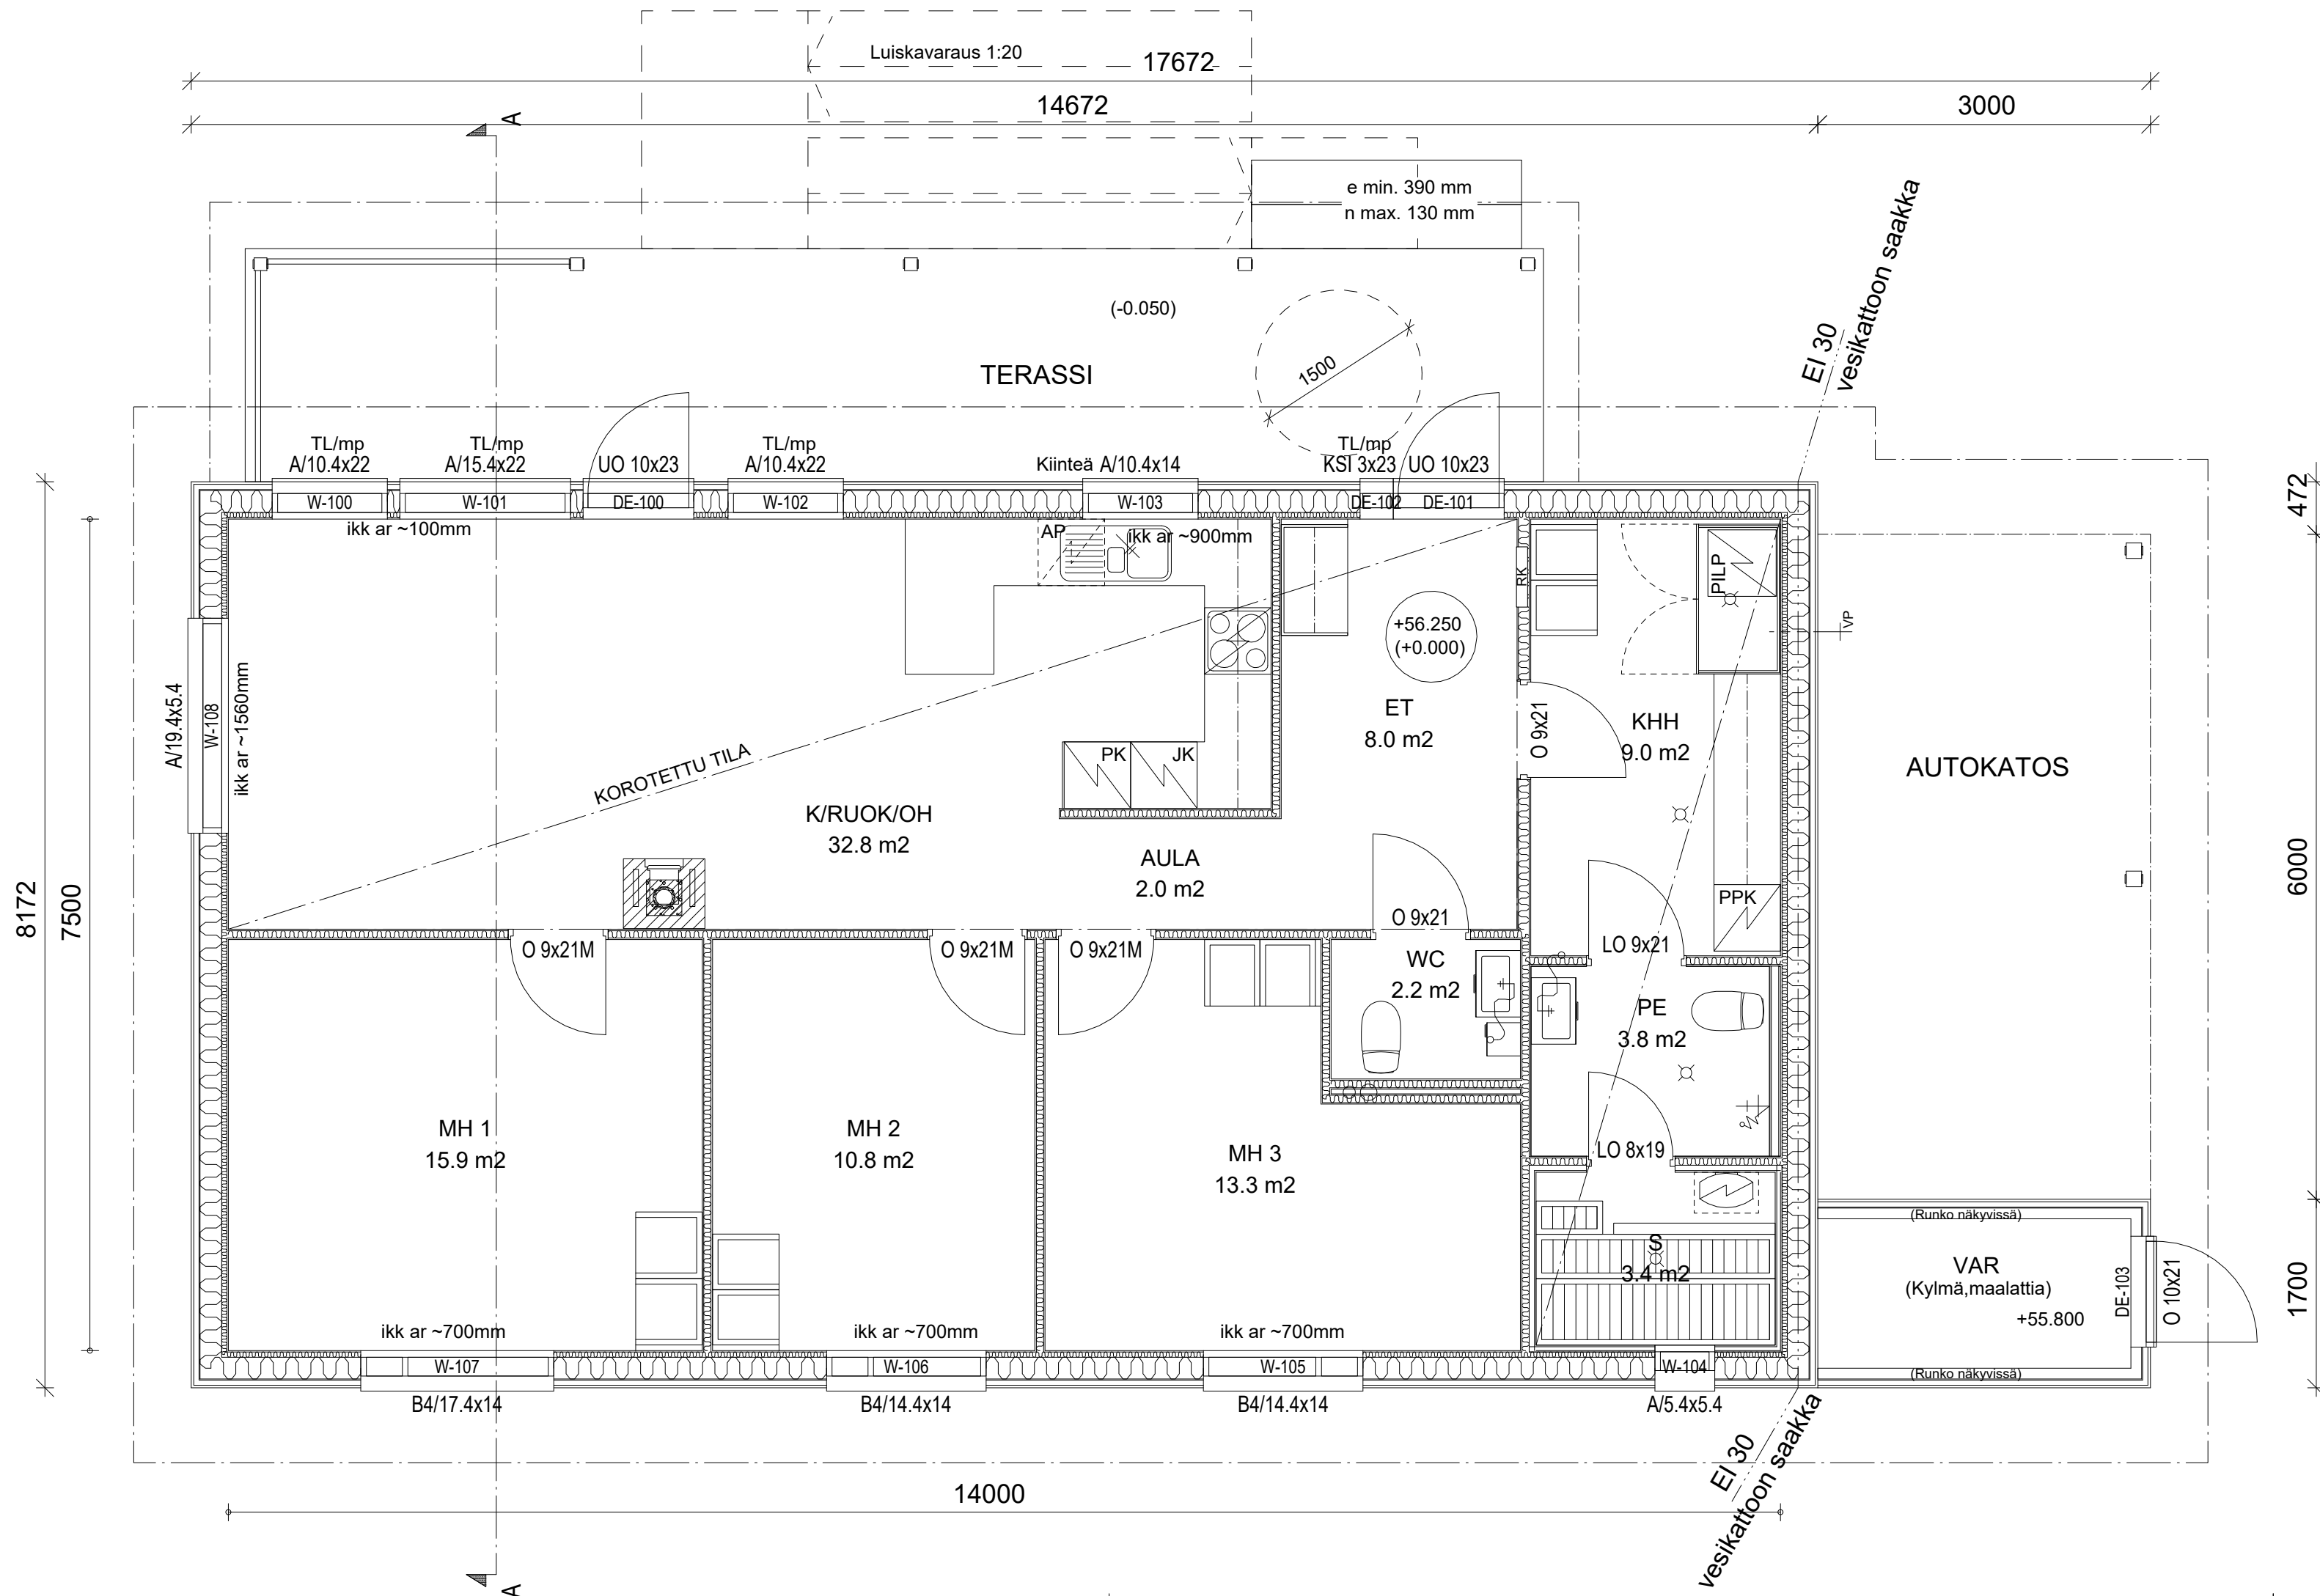 Luiskavaraus 1:20
17672
14672
3000
A
e min. 390 mm
n max. 130 mm
EI 30
vesikattoon saakka
(-0.050)
TERASSI
1500
TL/mp
A/10.4x22
TL/mp
A/15.4x22
UO 10x23
TL/mp
A/10.4x22
Kiinteä A/10.4x14
TL/mp
KSI 3x23
UO 10x23
W-100
W-101
DE-100
W-102
W-103
DE-102
DE-101
ikk ar ~100mm
AP
ikk ar ~900mm
472
RK
PILP
VP
+56.250
(+0.000)
A/19.4x5.4
W-108
ikk ar ~1560mm
ET
8.0 m2
O 9x21
KHH
9.0 m2
PK
JK
KOROTETTU TILA
AUTOKATOS
K/RUOK/OH
32.8 m2
AULA
2.0 m2
8172
7500
6000
PPK
O 9x21
O 9x21M
O 9x21M
O 9x21M
LO 9x21
WC
2.2 m2
PE
3.8 m2
MH 1
15.9 m2
MH 2
10.8 m2
MH 3
13.3 m2
LO 8x19
S
3.4 m2
(Runko näkyvissä)
VAR
(Kylmä,maalattia)
+55.800
DE-103
O 10x21
1700
(Runko näkyvissä)
ikk ar ~700mm
ikk ar ~700mm
ikk ar ~700mm
W-107
W-106
W-105
W-104
B4/17.4x14
B4/14.4x14
B4/14.4x14
A/5.4x5.4
EI 30
vesikattoon saakka
14000
A